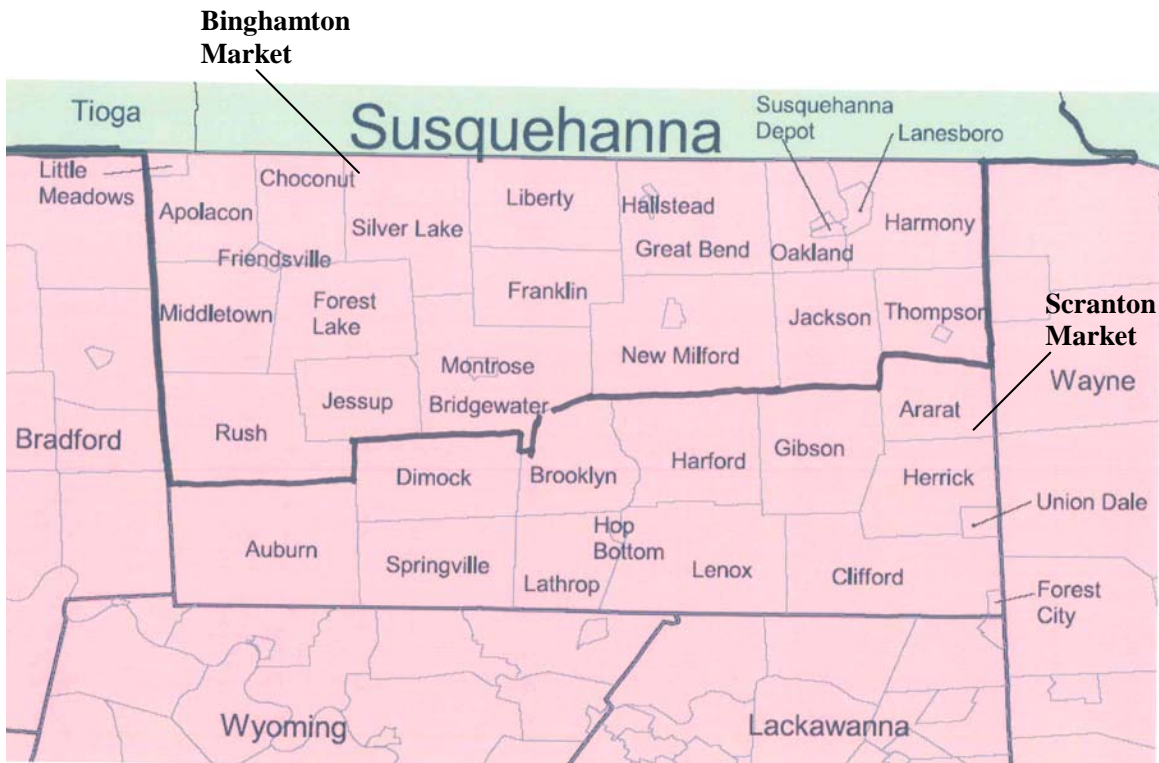 Binghamton
Market
Tioga
Susquehanna
Susquehanna
Depot
Lanesboro
Little
Meadows
Choconut
Apolacon
Silver Lake
Liberty
Hallstead
Great Bend
Oakland
Harmony
Friendsville
Middletown
Forest
Lake
Franklin
New Milford
Jackson
Thompson
Scranton
Market
Montrose
Bridgewater
Jessup
Rush
Bradford
Wayne
Ararat
Dimock
Brooklyn
Harford
Gibson
Herrick
Union Dale
Auburn
Springville
Hop
Bottom
Lathrop
Lenox
Clifford
Forest
City
Wyoming
Lackawanna